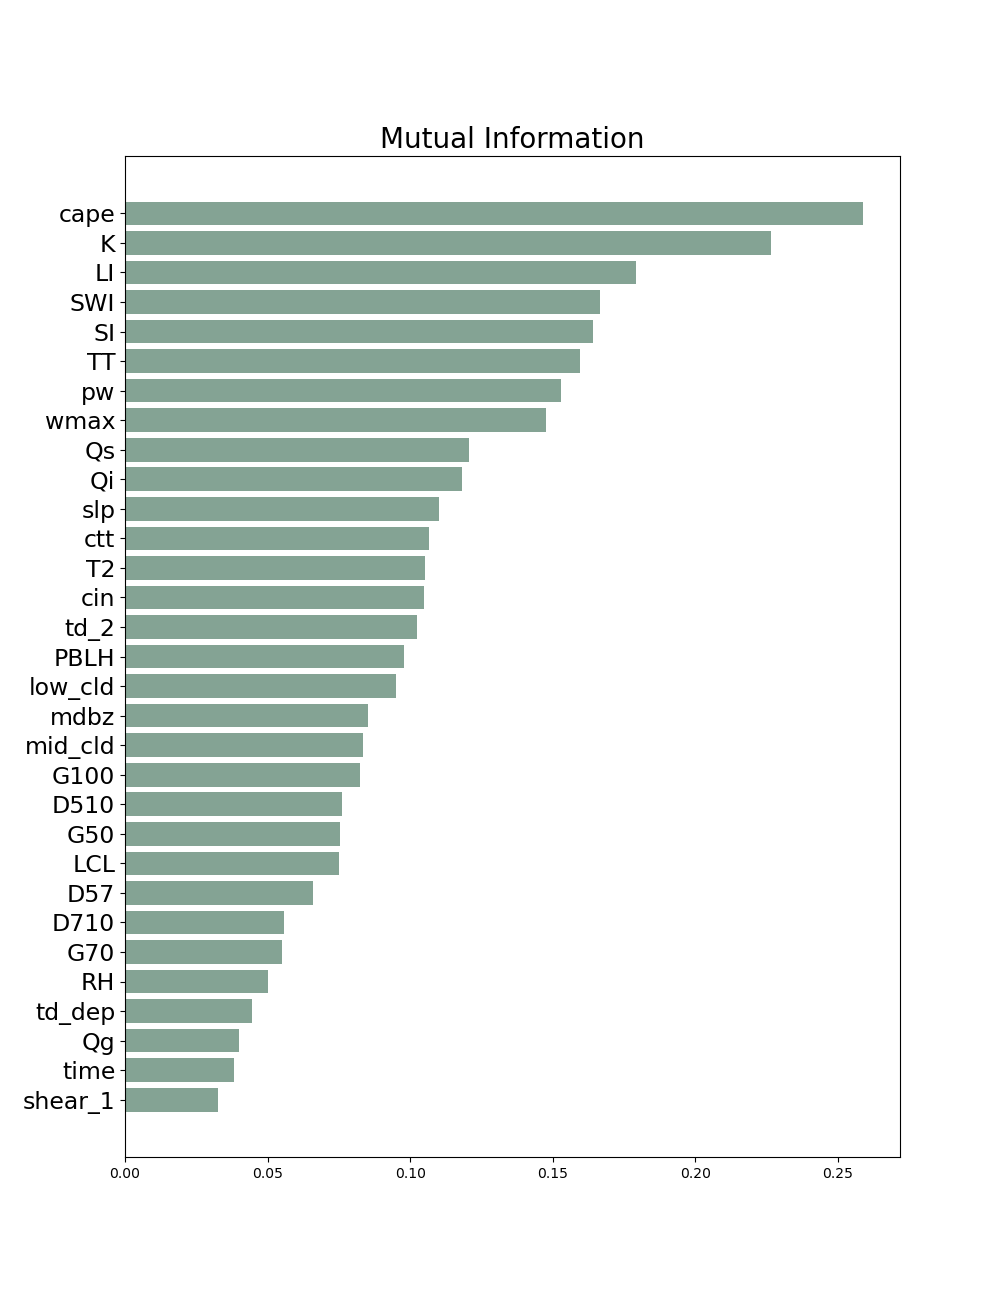 Mutual Information
cape
K
LI
SWI
SI
TT
pw
wmax
Qs
Qi
slp
ctt
T2
cin
td_2
PBLH
low_cld
mdbz
mid_cld
G100
D510
G50
LCL
D57
D710
G70
RH
td_dep
Qg
time
shear_1
0.00 0.05 0.10 0.15 0.20 0.25